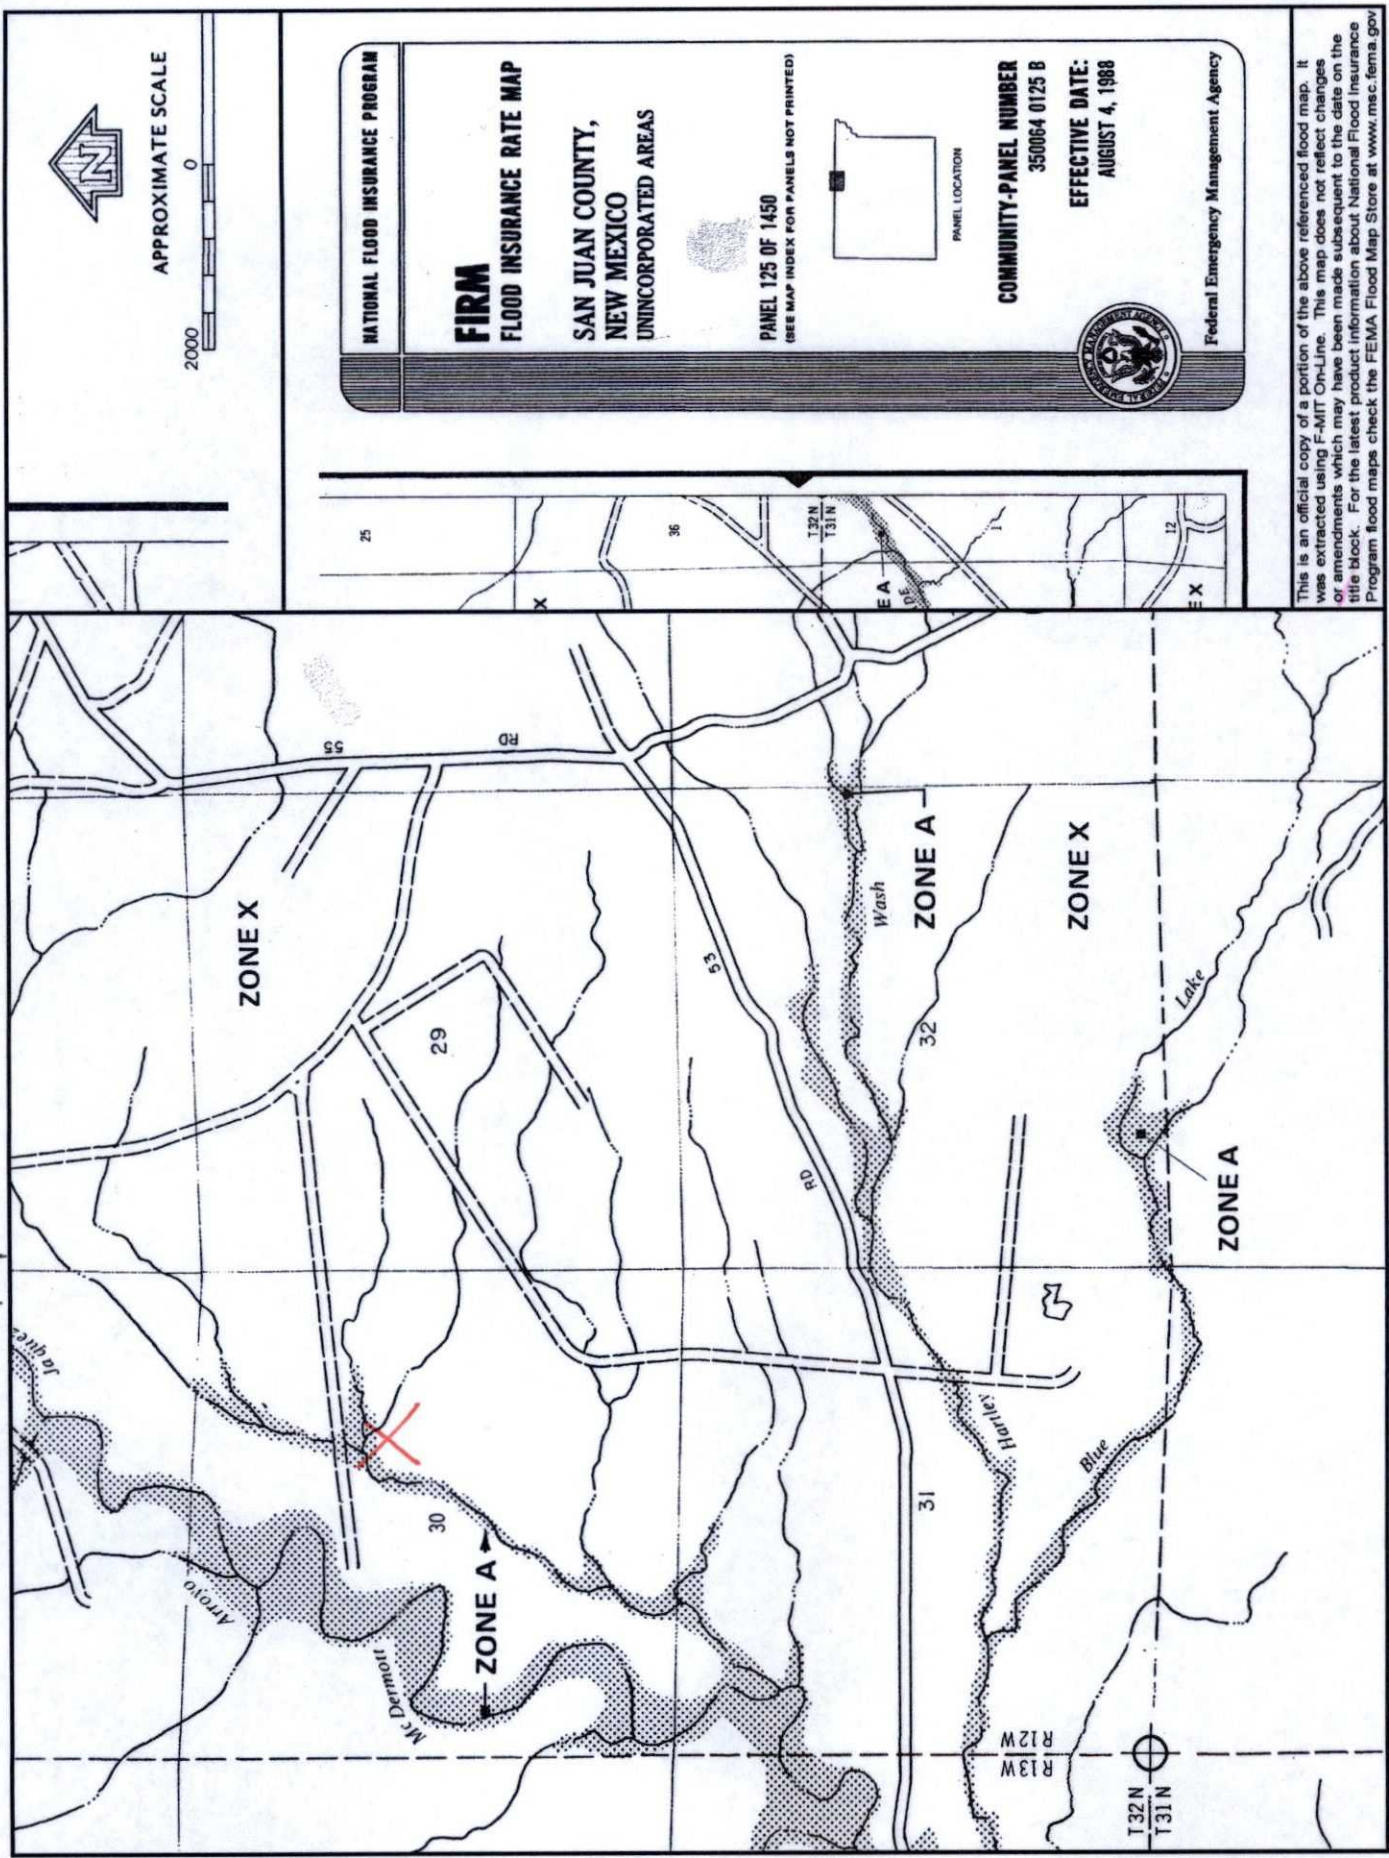 N
APPROXIMATE SCALE
2000
0
NATIONAL FLOOD INSURANCE PROGRAM
FIRM
FLOOD INSURANCE RATE MAP
SAN JUAN COUNTY,
NEW MEXICO
UNINCORPORATED AREAS
PANEL 125 OF 1450
(SEE MAP INDEX FOR PANELS NOT PRINTED)
PANEL LOCATION
COMMUNITY-PANEL NUMBER
350064 0125 B
EFFECTIVE DATE:
AUGUST 4, 1988
Federal Emergency Management Agency
This is an official copy of a portion of the above referenced flood map. It
was extracted using F-MIT On-Line. This map does not reflect changes
or amendments which may have been made subsequent to the date on the
title block. For the latest product information about National Flood Insurance
Program flood maps check the FEMA Flood Map Store at www.msc.fema.gov
25
X
36
T32N
T31N
E A
DE
1
12
E X
55
RD
ZONE X
29
53
RD
Wash
ZONE A
32
ZONE X
Lake
ZONE A
Jaquez
Arroyo
30
ZONE A
Mc Dermott
31
Hartley
Blue
R13W R12W
T32N
T31N